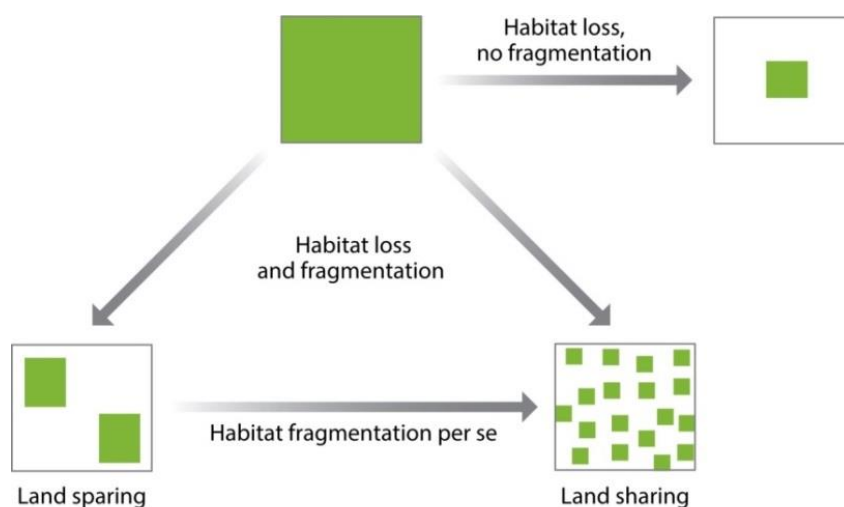 Habitat loss,
no fragmentation
Habitat loss
and fragmentation
Habitat fragmentation per se
Land sparing
Land sharing